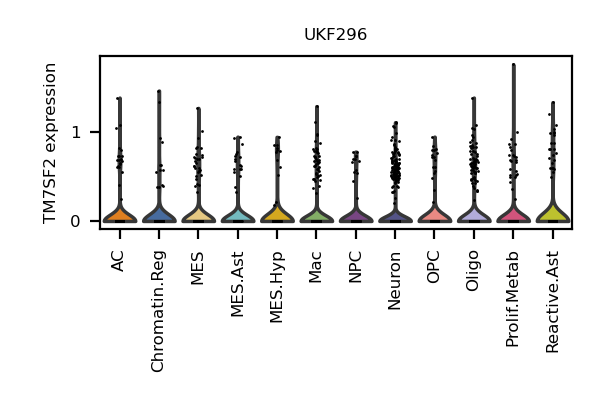 UKF296
TM7SF2 expression
1
0
AC
Chromatin.Reg
MES
MES.Ast
MES.Hyp
Mac
NPC
Neuron
OPC
Oligo
Prolif.Metab
Reactive.Ast